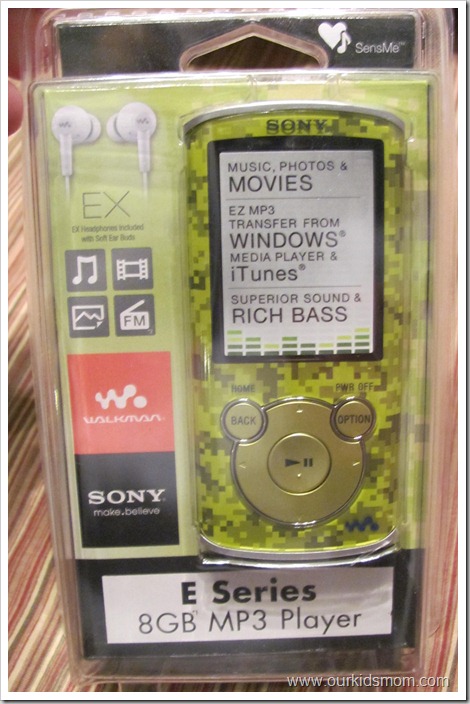 SensMe™
EX
EX Headphones Included
with Soft Ear Buds
FM
WALKMAN
SONY
make.believe
SONY
MUSIC, PHOTOS &
MOVIES
EZ MP3
TRANSFER FROM
WINDOWS®
MEDIA PLAYER &
iTunes®
SUPERIOR SOUND &
RICH BASS
HOME
PWR OFF
BACK
OPTION
E Series
8GB MP3 Player
www.ourkidsmom.com